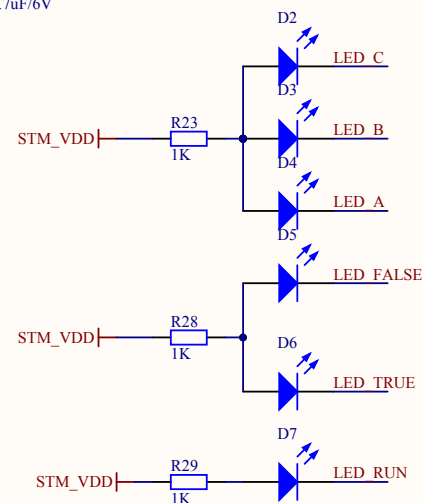 7uF/6V
D2
LED_C
D3
R23
LED_B
STM_VDD
1K
D4
LED_A
D5
LED_FALSE
R28
STM_VDD
1K
D6
LED_TRUE
D7
R29
LED_RUN
STM_VDD
1K